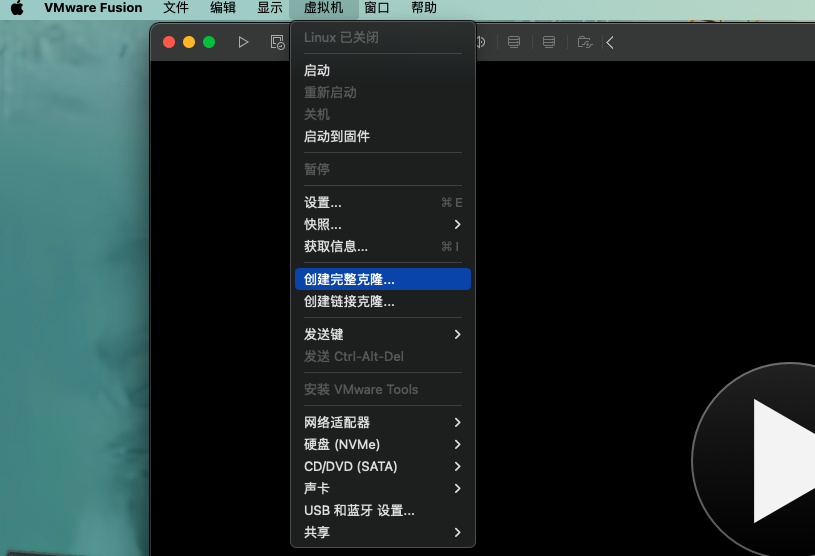 VMware Fusion 文件 编辑 显示 虚拟机 窗口 帮助
Linux 已关闭
启动
重新启动
关机
启动到固件
暂停
设置... ⌘ E
快照...
获取信息... ⌘ I
创建完整克隆...
创建链接克隆...
发送键
发送 Ctrl-Alt-Del
安装 VMware Tools
网络适配器
硬盘 (NVMe)
CD/DVD (SATA)
声卡
USB 和蓝牙 设置...
共享